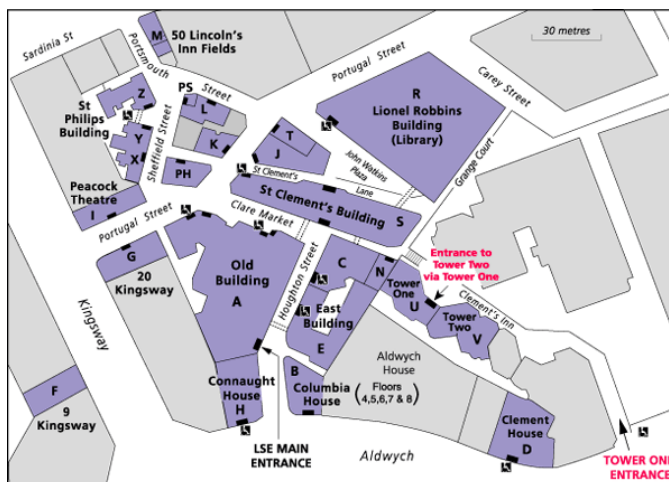 Sardinia St
Portsmouth
Street
M
50 Lincoln's
Inn Fields
30 metres
Portugal Street
Carey Street
Z
St
Philips
Building
Y
X
Sheffield Street
PS
L
K
PH
T
J
R
Lionel Robbins
Building
(Library)
John Watkins
Plaza
Grange Court
St Clement's
Lane
St Clement's Building
S
Peacock
Theatre
I
Portugal Street
Clare Market
G
20
Kingsway
Kingsway
Old
Building
A
Houghton Street
C
N
East
Building
E
Tower
One
U
Entrance to
Tower Two
via Tower One
Clement's Inn
Tower
Two
V
F
9
Kingsway
Connaught
House
H
B
Columbia
House
Aldwych
House
(Floors
4,5,6,7 & 8)
Clement
House
D
LSE MAIN
ENTRANCE
Aldwych
TOWER ONE
ENTRANCE